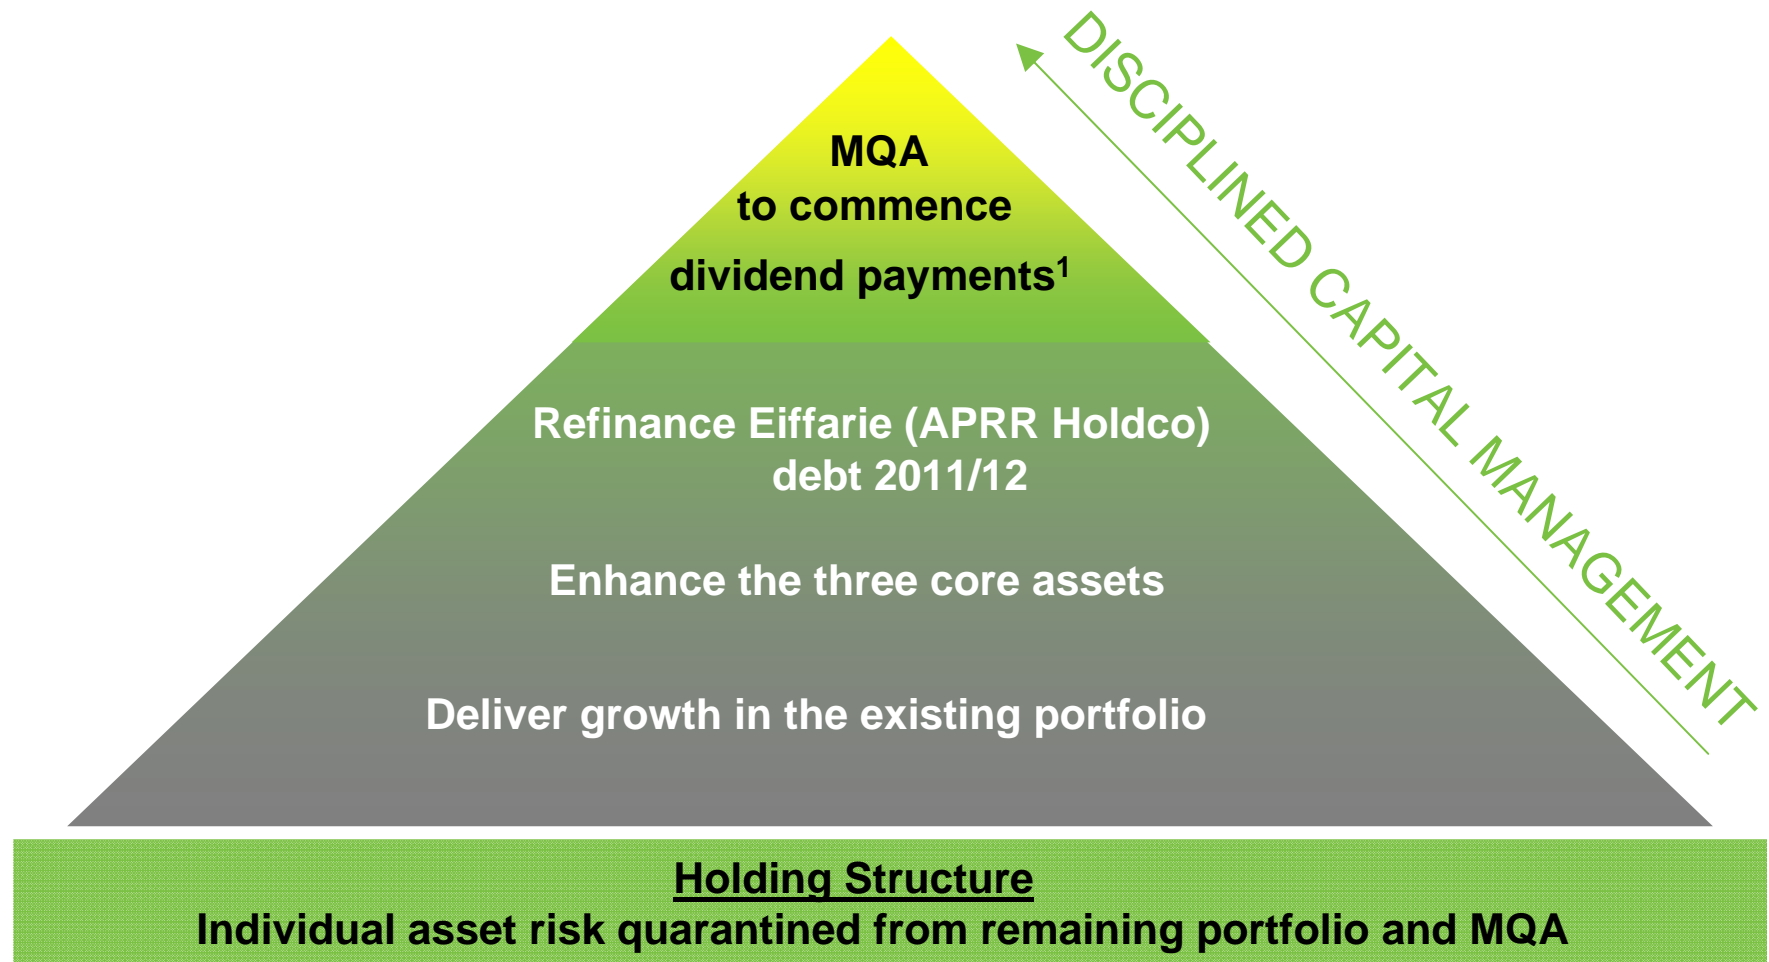 MQA
to commence
dividend payments¹
DISCIPLINED CAPITAL MANAGEMENT
Refinance Eiffarie (APRR Holdco)
debt 2011/12
Enhance the three core assets
Deliver growth in the existing portfolio
Holding Structure
Individual asset risk quarantined from remaining portfolio and MQA